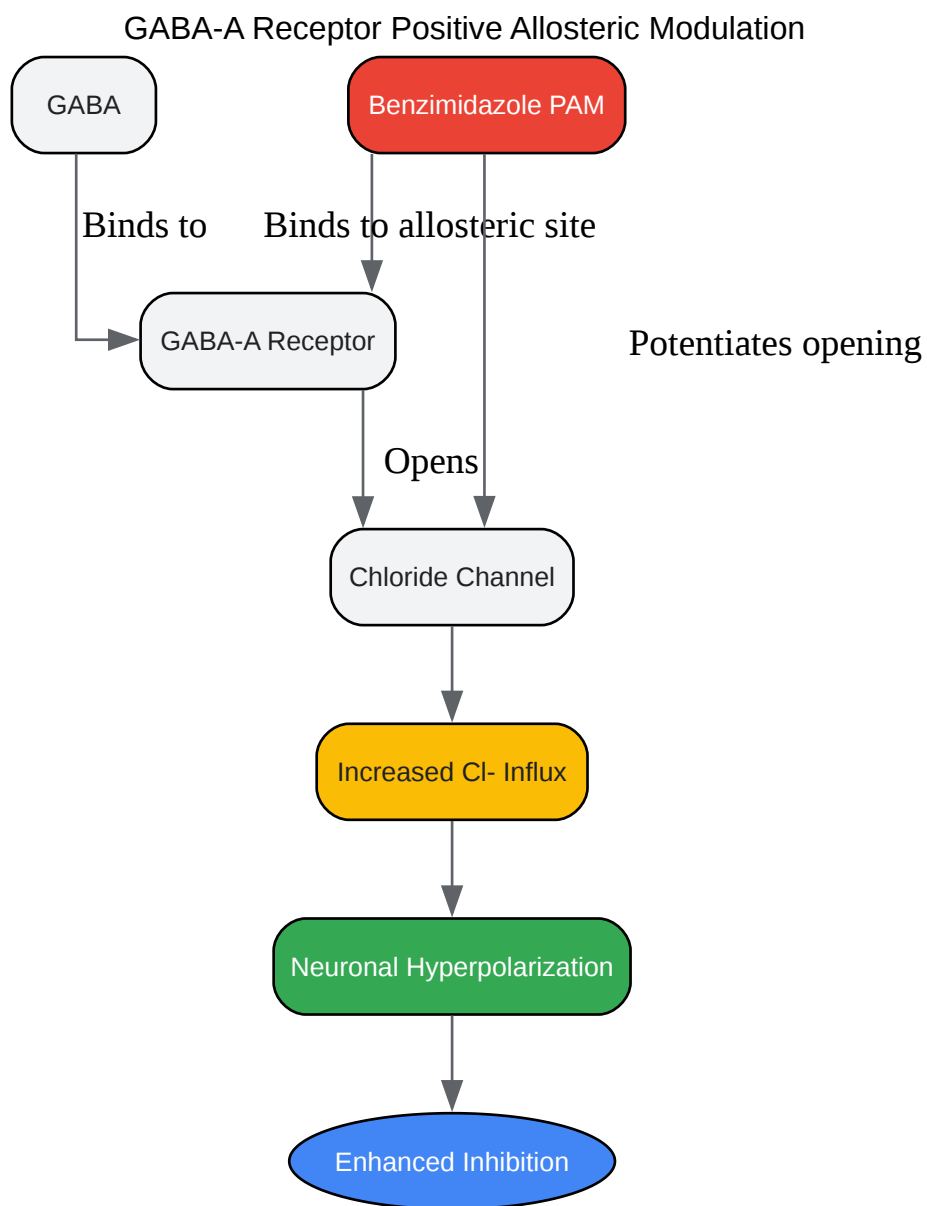 GABA-A Receptor Positive Allosteric Modulation
GABA
Benzimidazole PAM
Binds to
Binds to allosteric site
GABA-A Receptor
Potentiates opening
Opens
Chloride Channel
Increased Cl- Influx
Neuronal Hyperpolarization
Enhanced Inhibition